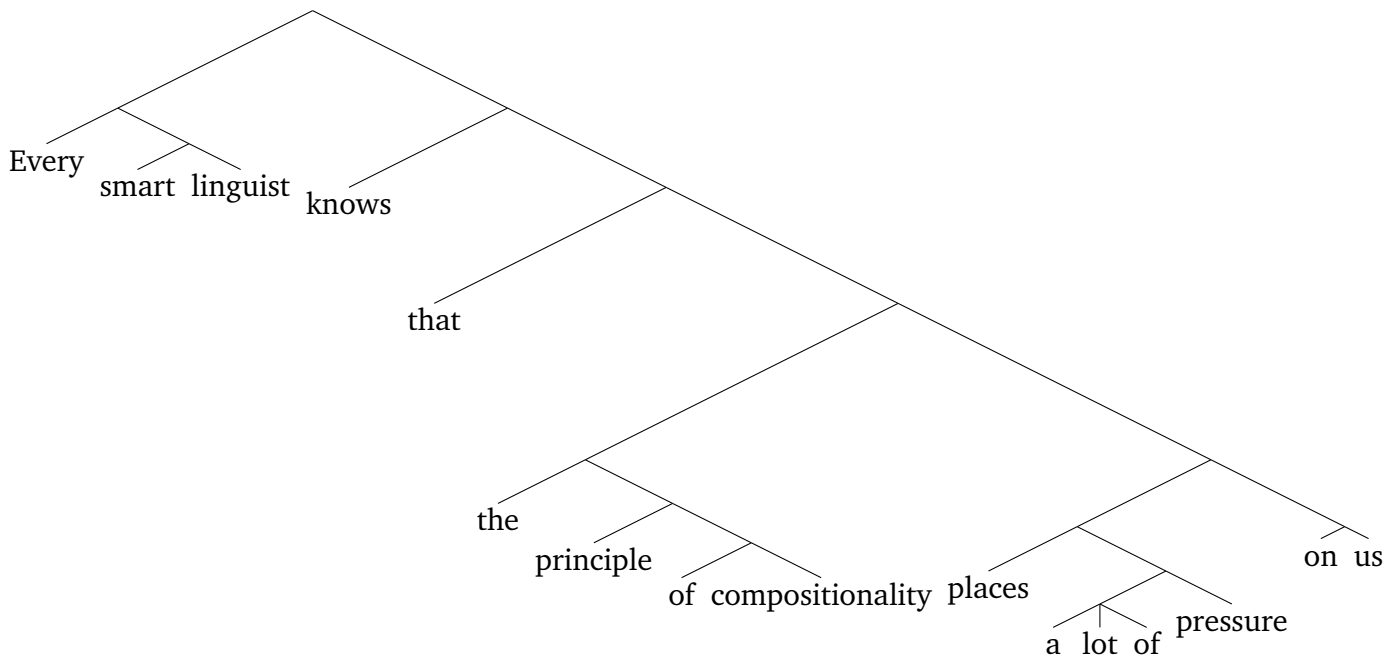 Every
smart linguist
knows
that
the
principle
of compositionality
places
a lot of
pressure
on us